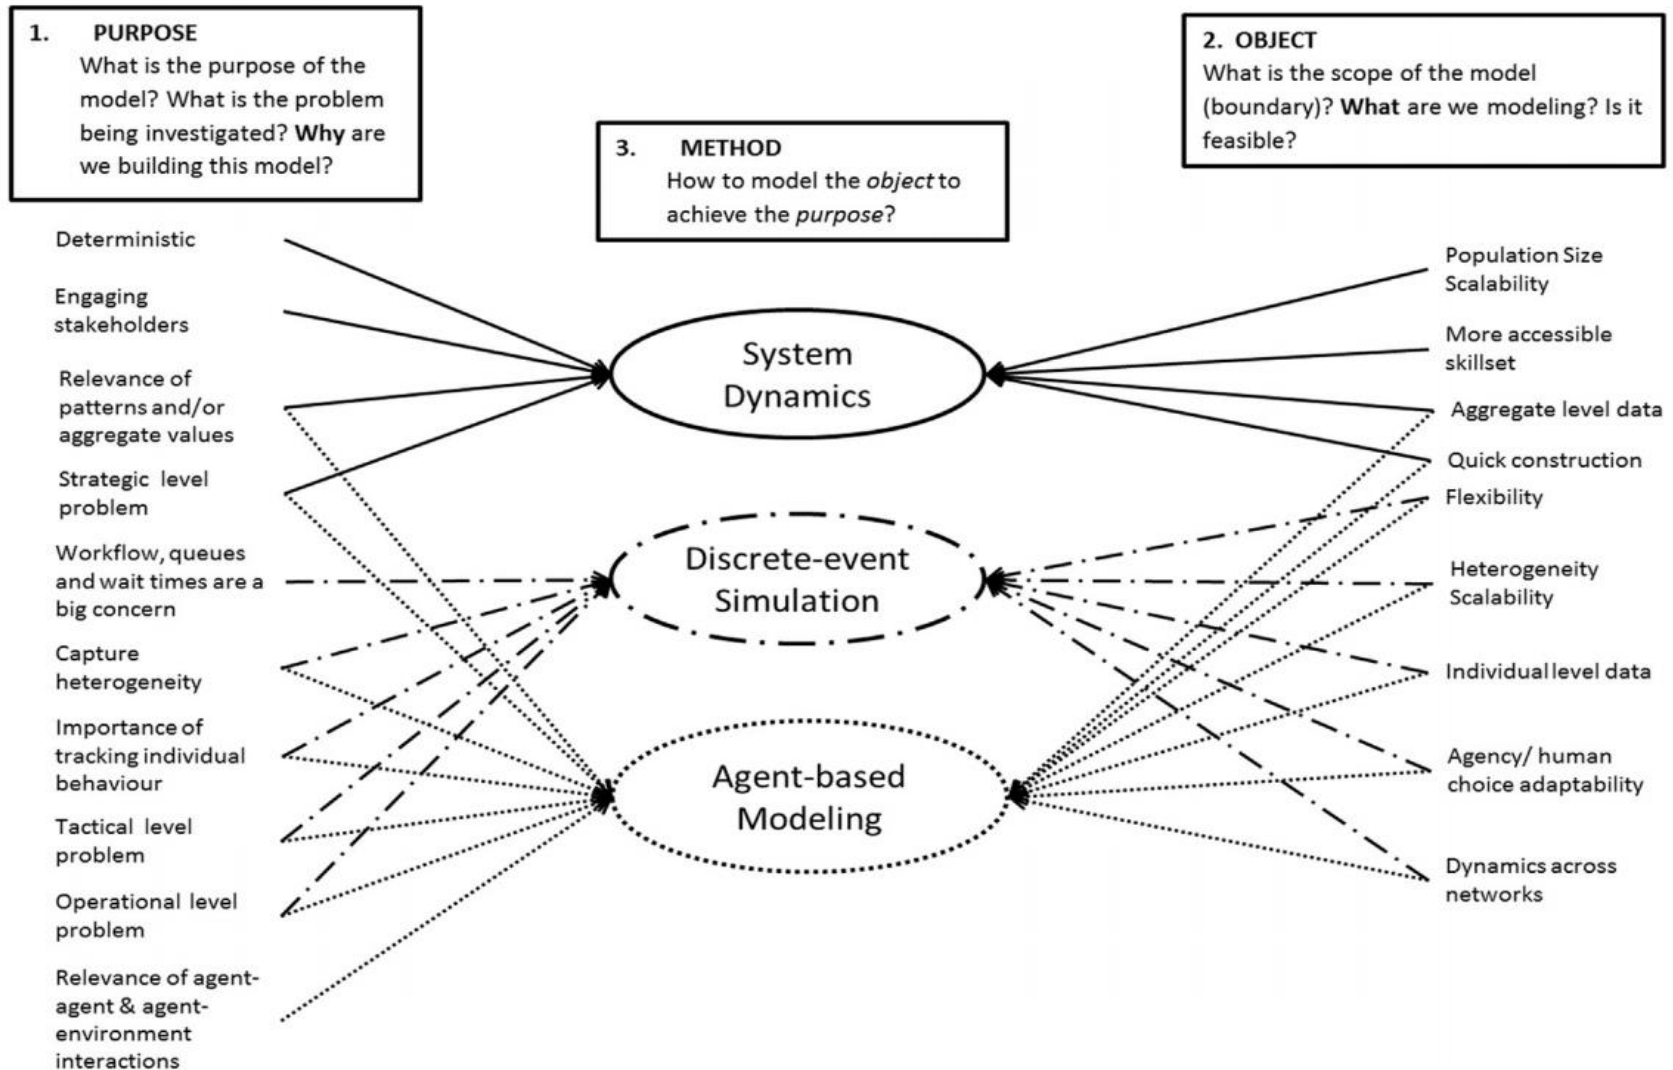 1. PURPOSE
What is the purpose of the
model? What is the problem
being investigated? Why are
we building this model?
2. OBJECT
What is the scope of the model
(boundary)? What are we modeling? Is it
feasible?
3. METHOD
How to model the object to
achieve the purpose?
Deterministic
Engaging
stakeholders
Relevance of
patterns and/or
aggregate values
Strategic level
problem
Workflow, queues
and wait times are a
big concern
Capture
heterogeneity
Importance of
tracking individual
behaviour
Tactical level
problem
Operational level
problem
Relevance of agent-
agent & agent-
environment
interactions
System
Dynamics
Discrete-event
Simulation
Agent-based
Modeling
Population Size
Scalability
More accessible
skillset
Aggregate level data
Quick construction
Flexibility
Heterogeneity
Scalability
Individual level data
Agency/ human
choice adaptability
Dynamics across
networks